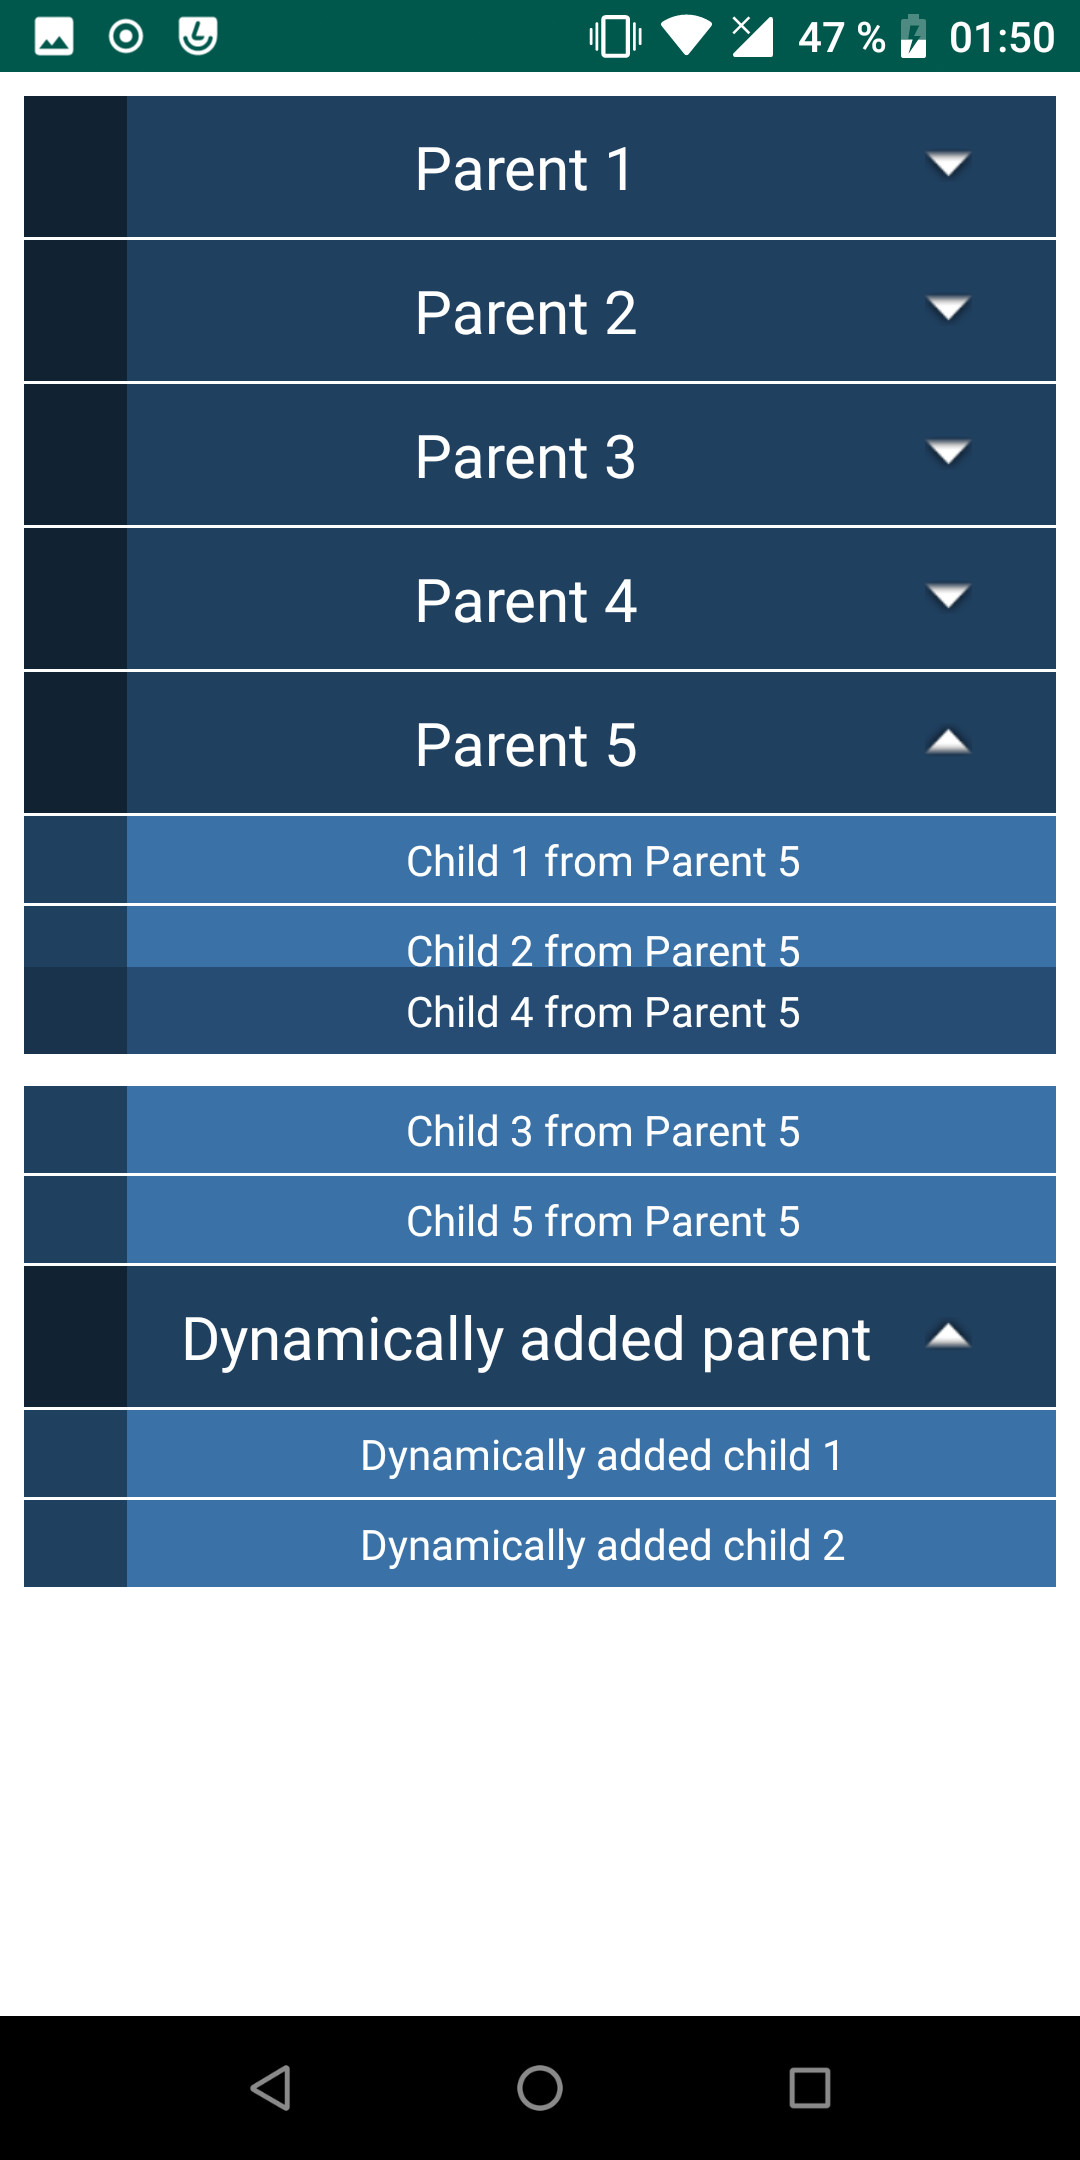 47 % 01:50
Parent 1
Parent 2
Parent 3
Parent 4
Parent 5
Child 1 from Parent 5
Child 2 from Parent 5
Child 4 from Parent 5
Child 3 from Parent 5
Child 5 from Parent 5
Dynamically added parent
Dynamically added child 1
Dynamically added child 2